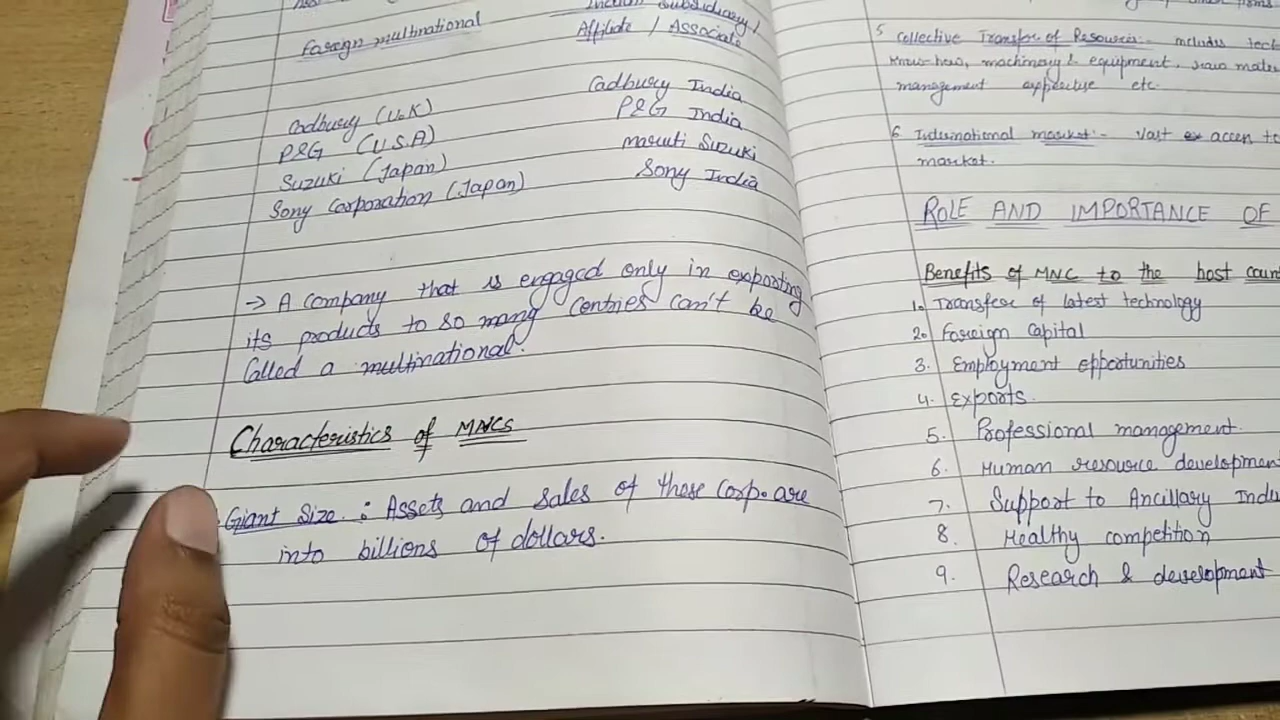 Foreign multinational
Indian Subsidiary/
Affiliate / Associate
Cadbury (U.K) Cadbury India
P&G (U.S.A) P&G India
Suzuki (Japan) maruti Suzuki
Sony Corporation (Japan) Sony India
→ A company that is engaged only in exporting
its products to so many Contries can't be
Called a multinational.
Characteristics of MNCs
Giant Size : Assets and sales of these Corp. are
into billions of dollars.
5 Collective Transfer of Resources:- includes tech
know-how, machinery & equipment, raw mater
management expertise etc.
6. International market:- Vast access to
market.
ROLE AND IMPORTANCE OF
Benefits of MNC to the host coun
1. Transfer of latest technology
2. Foreign Capital
3. Employment opportunities
4. Exports.
5. Professional management.
6. Human resource development
7. Support to Ancillary Indu
8. Healthy competition
9. Research & development